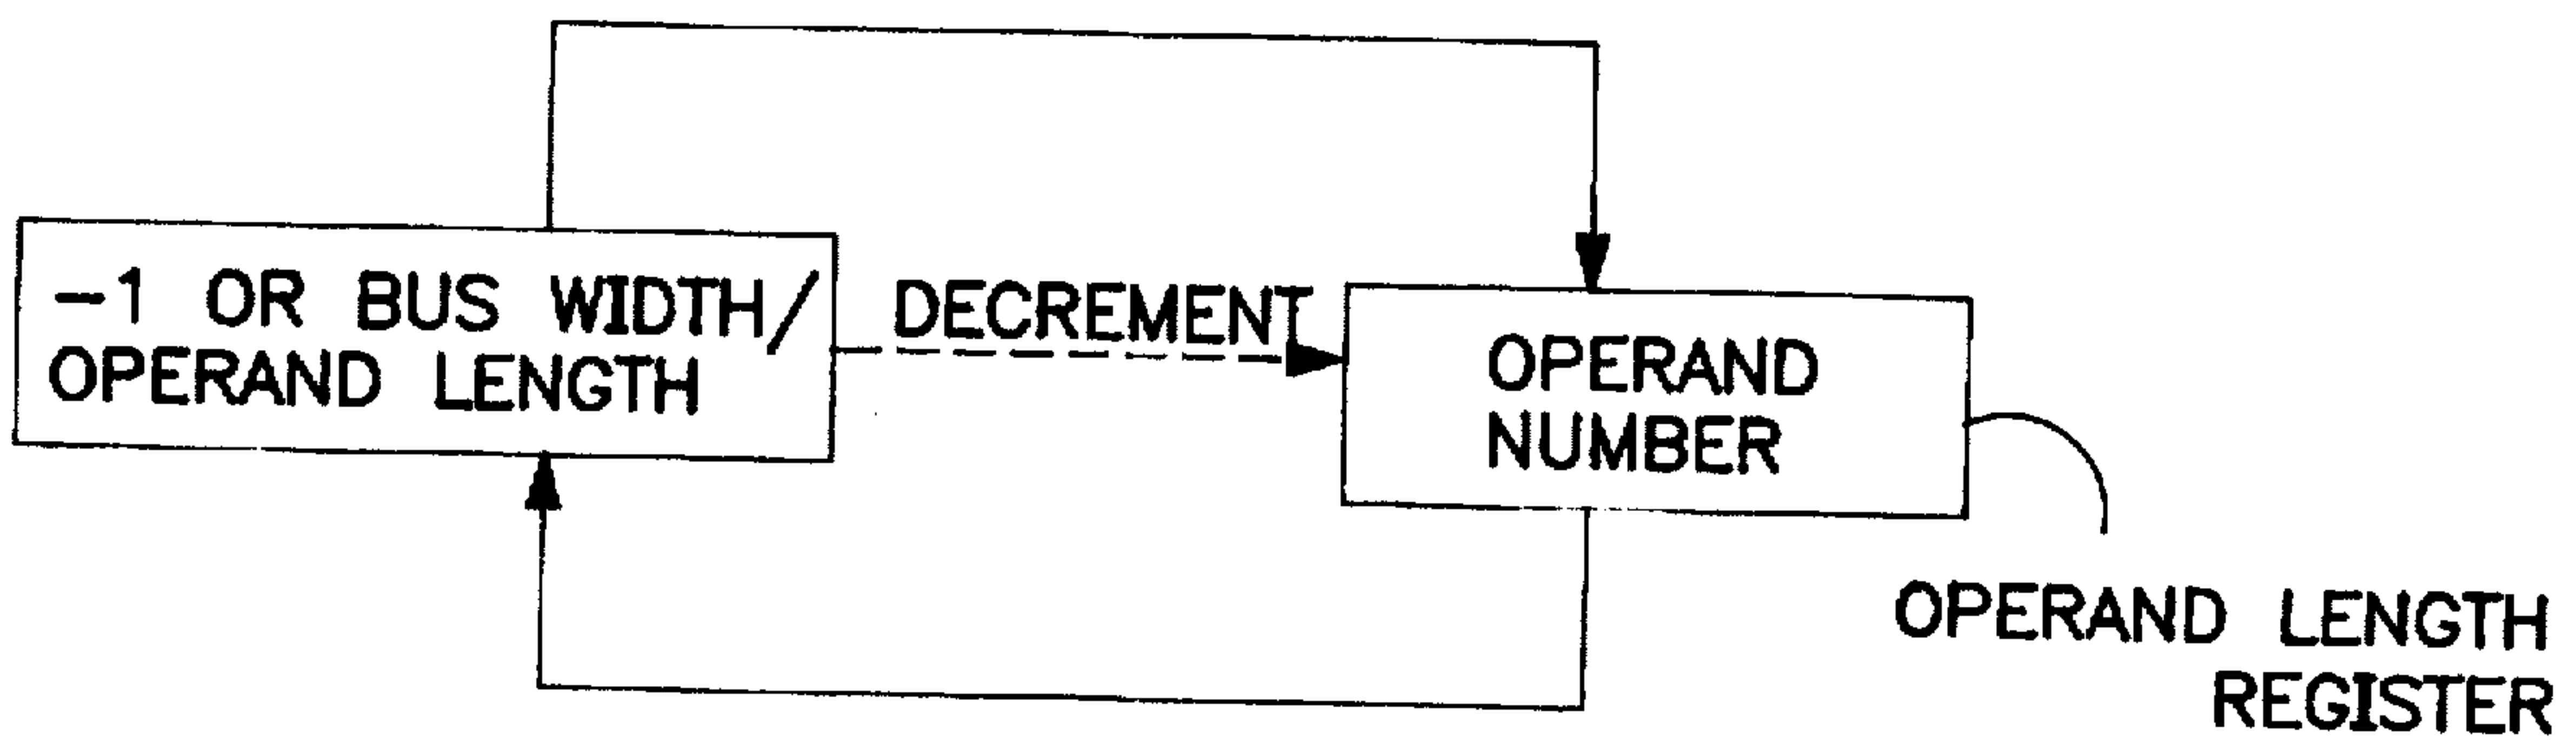 -1 OR BUS WIDTH/
OPERAND LENGTH
DECREMENT
OPERAND
NUMBER
OPERAND LENGTH
REGISTER